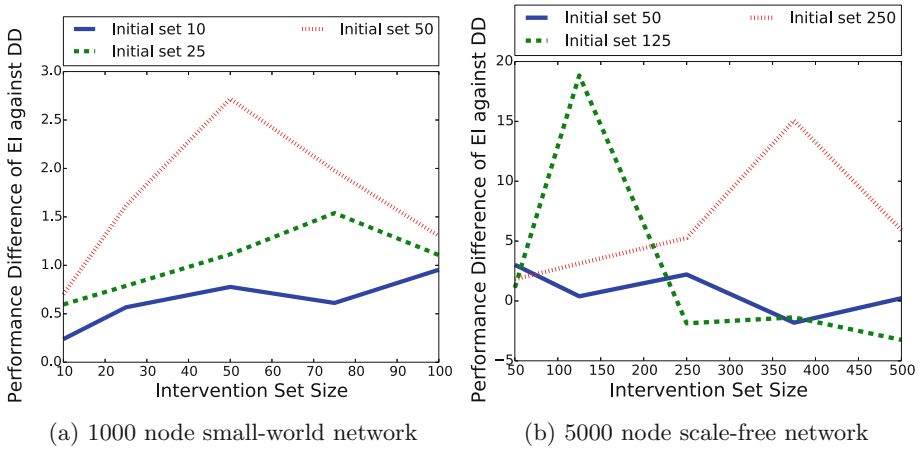 Initial set 10
Initial set 50
Initial set 25
Performance Difference of EI against DD
3.0
2.5
2.0
1.5
1.0
0.5
0.0
10 20 30 40 50 60 70 80 90 100
Intervention Set Size
(a) 1000 node small-world network
Initial set 50
Initial set 250
Initial set 125
Performance Difference of EI against DD
20
15
10
5
0
−5
50 100 150 200 250 300 350 400 450 500
Intervention Set Size
(b) 5000 node scale-free network